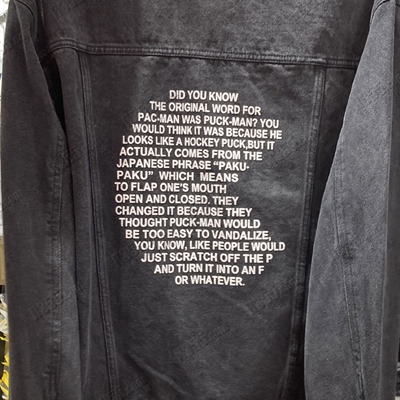 DID YOU KNOW
THE ORIGINAL WORD FOR
PAC-MAN WAS PUCK-MAN? YOU
WOULD THINK IT WAS BECAUSE HE
LOOKS LIKE A HOCKEY PUCK,BUT IT
ACTUALLY COMES FROM THE
JAPANESE PHRASE “PAKU-
PAKU” WHICH MEANS
TO FLAP ONE'S MOUTH
OPEN AND CLOSED. THEY
CHANGED IT BECAUSE THEY
THOUGHT PUCK-MAN WOULD
BE TOO EASY TO VANDALIZE,
YOU KNOW, LIKE PEOPLE WOULD
JUST SCRATCH OFF THE P
AND TURN IT INTO AN F
OR WHATEVER.